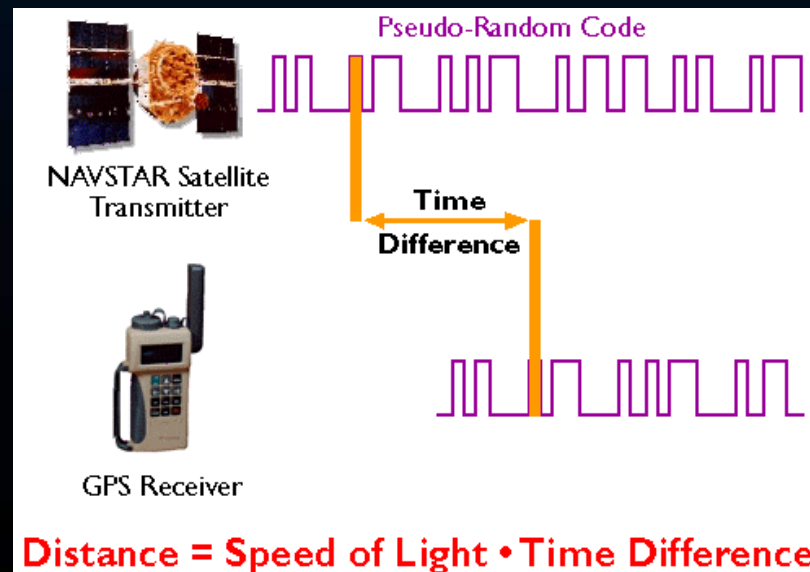 Pseudo-Random Code
NAVSTAR Satellite
Transmitter
Time
Difference
GPS Receiver
Distance = Speed of Light • Time Difference